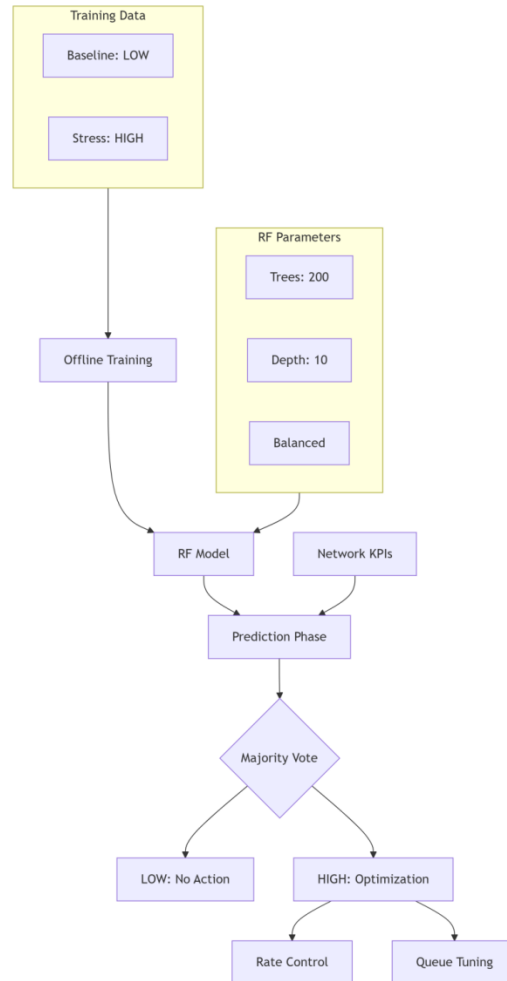 Training Data
Baseline: LOW
Stress: HIGH
RF Parameters
Trees: 200
Depth: 10
Balanced
Offline Training
RF Model
Network KPIs
Prediction Phase
Majority Vote
LOW: No Action
HIGH: Optimization
Rate Control
Queue Tuning